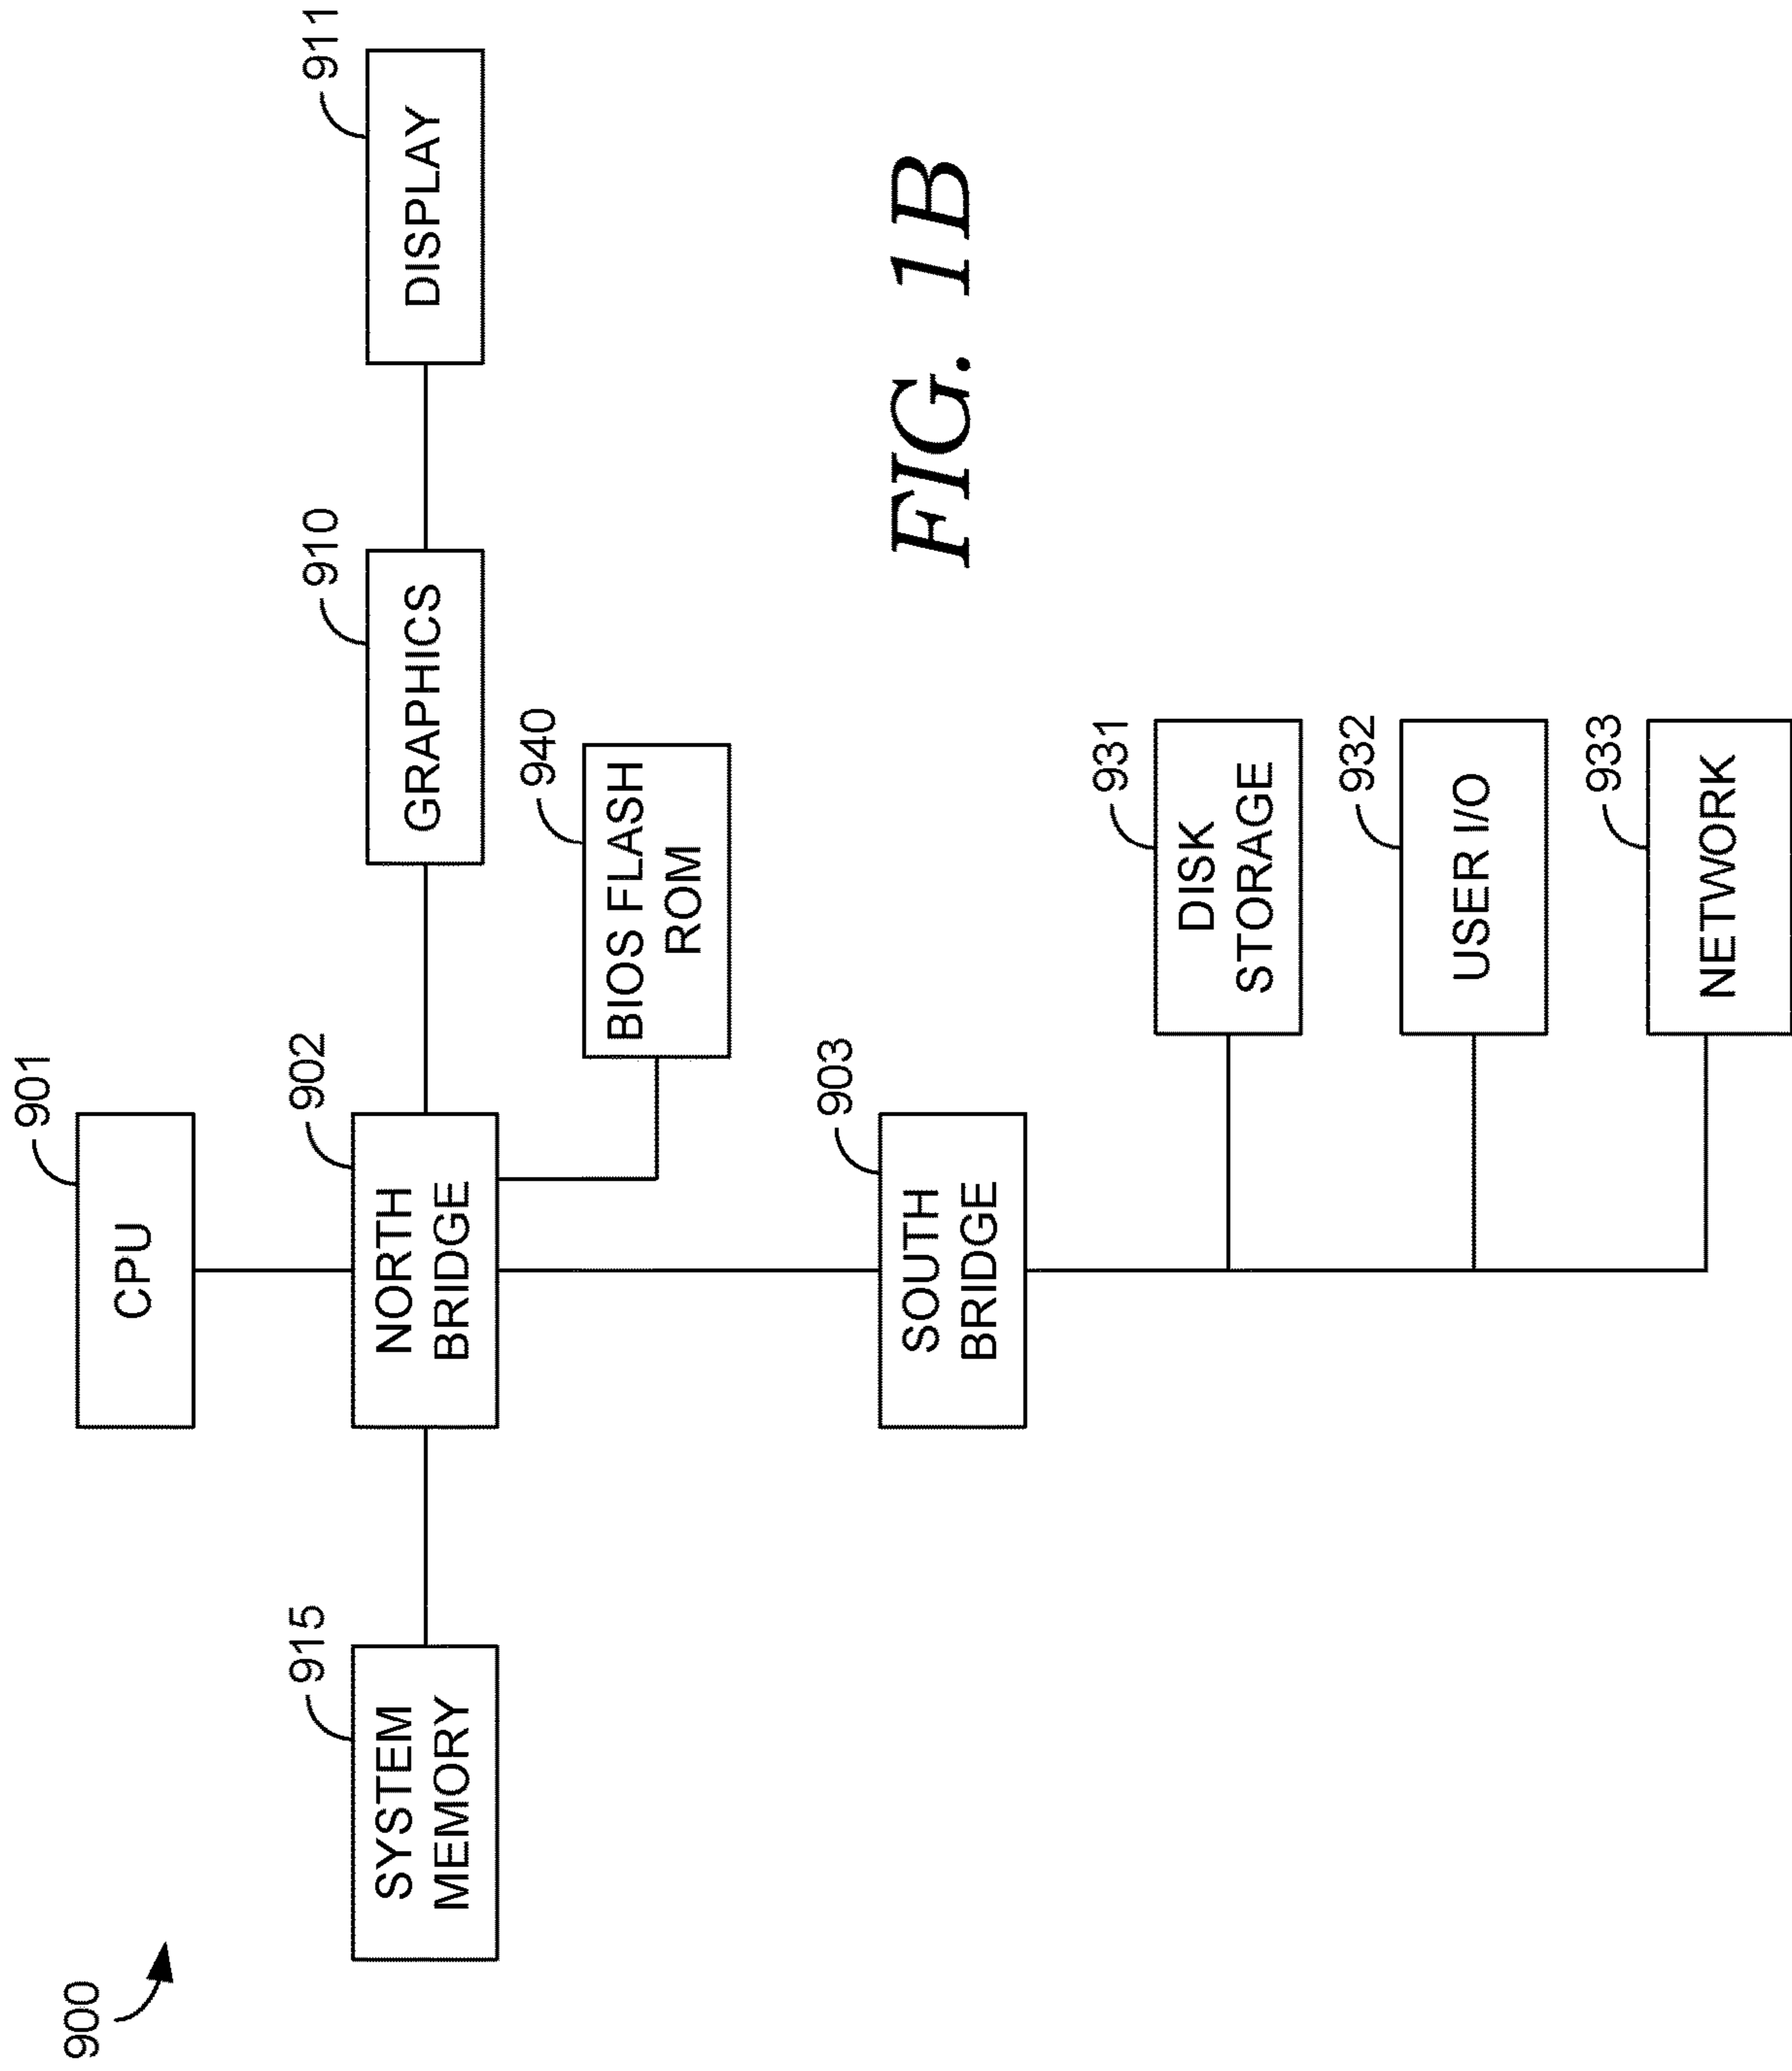 900
901
CPU
915
SYSTEM
MEMORY
902
NORTH
BRIDGE
910
GRAPHICS
911
DISPLAY
940
BIOS FLASH
ROM
903
SOUTH
BRIDGE
931
DISK
STORAGE
932
USER I/O
933
NETWORK
FIG. 1B